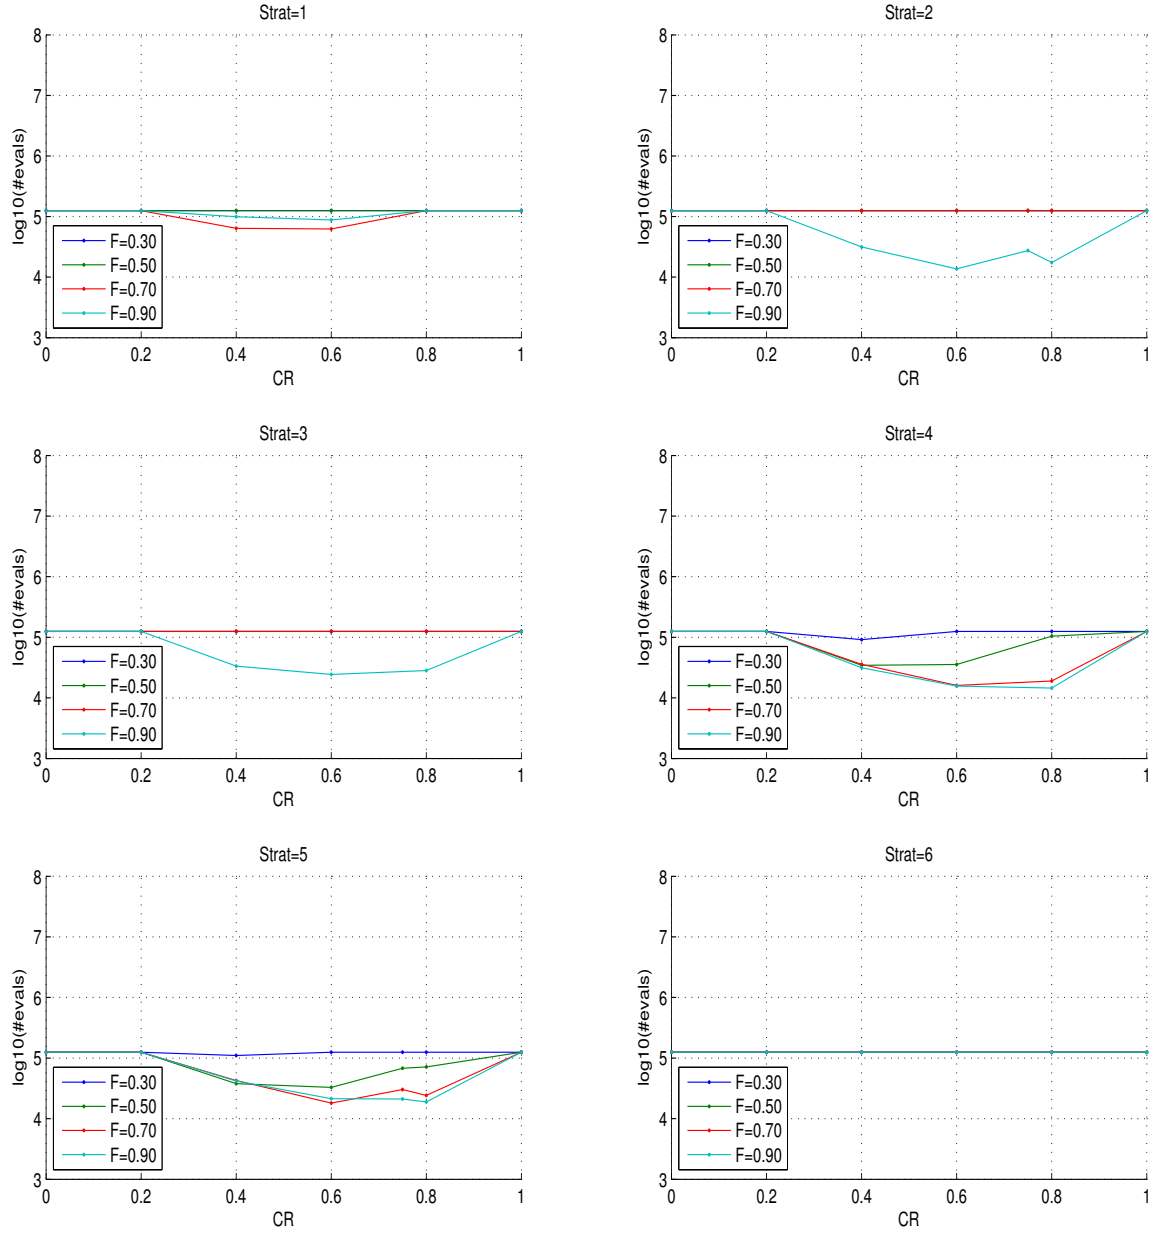 Strat=1
8
7
6
5
4
3
log10(#evals)
F=0.30
F=0.50
F=0.70
F=0.90
0 0.2 0.4 0.6 0.8 1
CR
Strat=2
8
7
6
5
4
3
log10(#evals)
F=0.30
F=0.50
F=0.70
F=0.90
0 0.2 0.4 0.6 0.8 1
CR
Strat=3
8
7
6
5
4
3
log10(#evals)
F=0.30
F=0.50
F=0.70
F=0.90
0 0.2 0.4 0.6 0.8 1
CR
Strat=4
8
7
6
5
4
3
log10(#evals)
F=0.30
F=0.50
F=0.70
F=0.90
0 0.2 0.4 0.6 0.8 1
CR
Strat=5
8
7
6
5
4
3
log10(#evals)
F=0.30
F=0.50
F=0.70
F=0.90
0 0.2 0.4 0.6 0.8 1
CR
Strat=6
8
7
6
5
4
3
log10(#evals)
F=0.30
F=0.50
F=0.70
F=0.90
0 0.2 0.4 0.6 0.8 1
CR